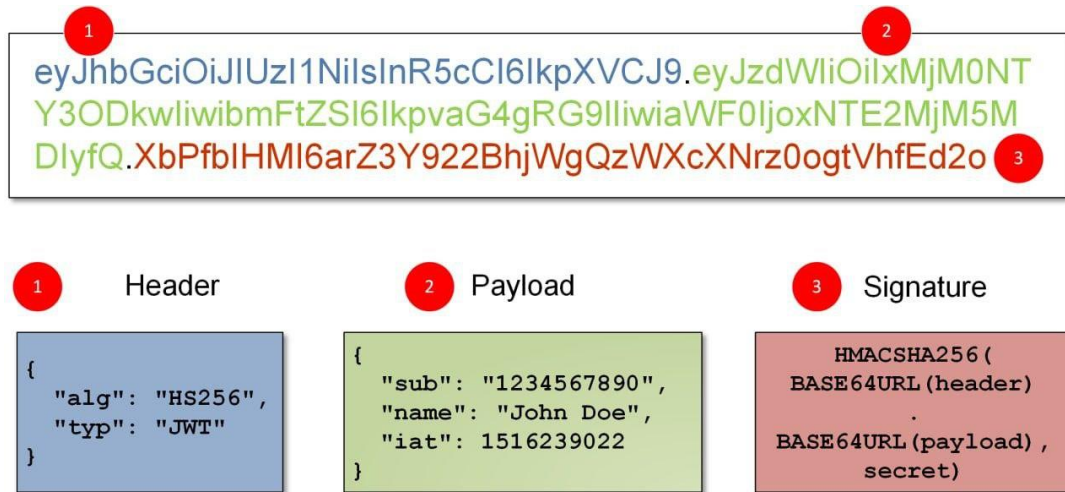 1 2
eyJhbGciOiJIUzI1NiIsInR5cCI6IkpXVCJ9.eyJzdWIiOiIxMjM0NT
Y3ODkwIiwibmFtZSI6IkpvaG4gRG9lIiwiaWF0IjoxNTE2MjM5M
DIyfQ.XbPfbIHMI6arZ3Y922BhjWgQzWXcXNrz0ogtVhfEd2o 3
1 Header
{
"alg": "HS256",
"typ": "JWT"
}
2 Payload
{
"sub": "1234567890",
"name": "John Doe",
"iat": 1516239022
}
3 Signature
HMACSHA256(
BASE64URL(header)
.
BASE64URL(payload),
secret)